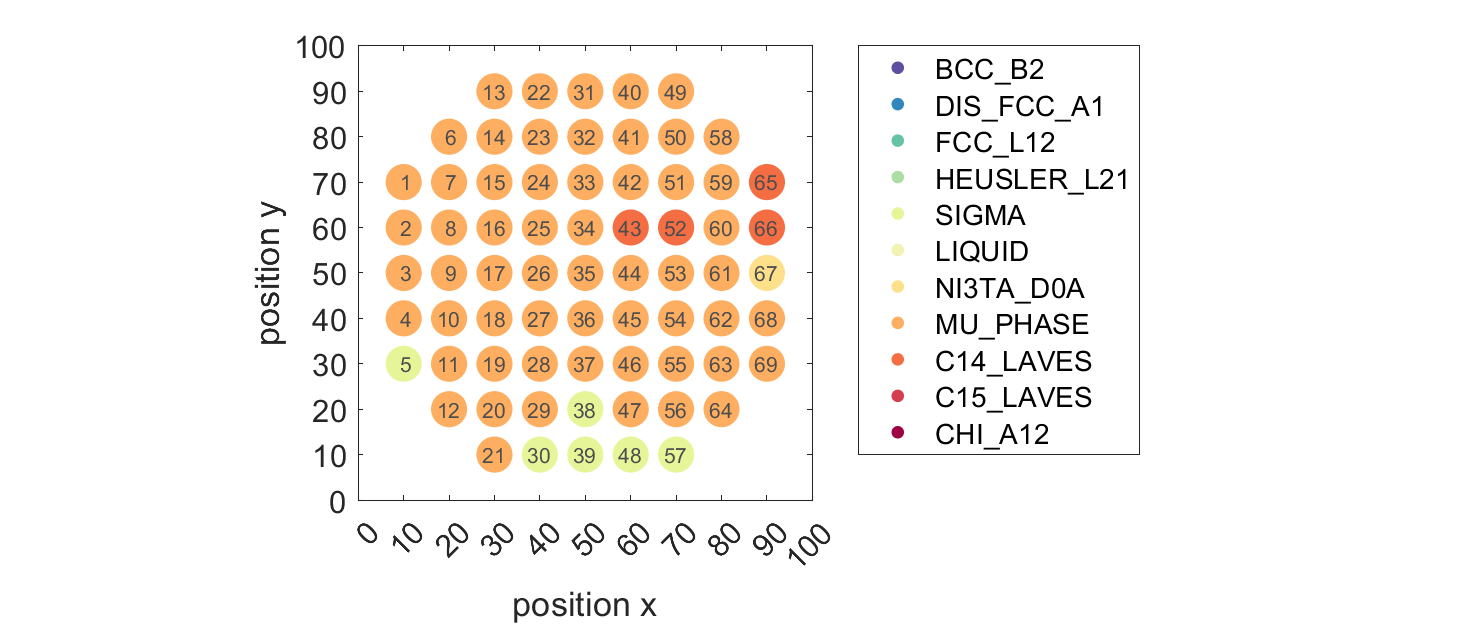 100
90
80
70
60
50
40
30
20
10
0
position y
13 22 31 40 49
6 14 23 32 41 50 58
1 7 15 24 33 42 51 59 65
2 8 16 25 34 43 52 60 66
3 9 17 26 35 44 53 61 67
4 10 18 27 36 45 54 62 68
5 11 19 28 37 46 55 63 69
12 20 29 38 47 56 64
21 30 39 48 57
0 10 20 30 40 50 60 70 80 90 100
position x
BCC_B2
DIS_FCC_A1
FCC_L12
HEUSLER_L21
SIGMA
LIQUID
NI3TA_D0A
MU_PHASE
C14_LAVES
C15_LAVES
CHI_A12